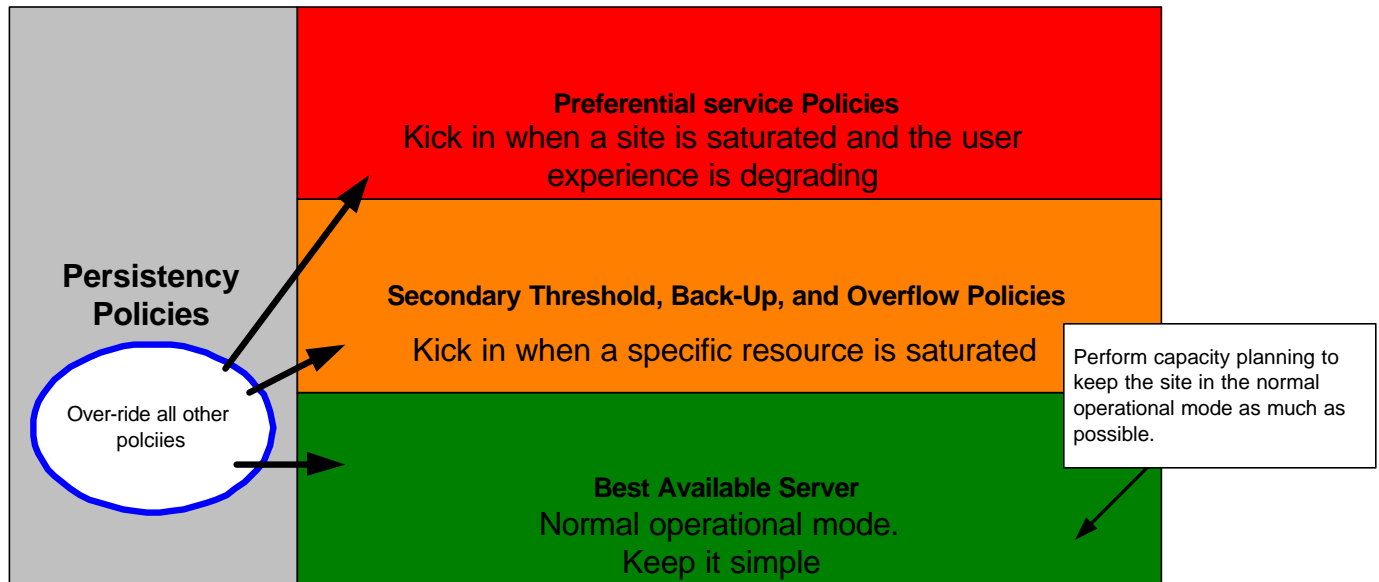 Persistency
Policies
Over-ride all other
polciies
Preferential service Policies
Kick in when a site is saturated and the user
experience is degrading
Secondary Threshold, Back-Up, and Overflow Policies
Kick in when a specific resource is saturated
Perform capacity planning to
keep the site in the normal
operational mode as much as
possible.
Best Available Server
Normal operational mode.
Keep it simple